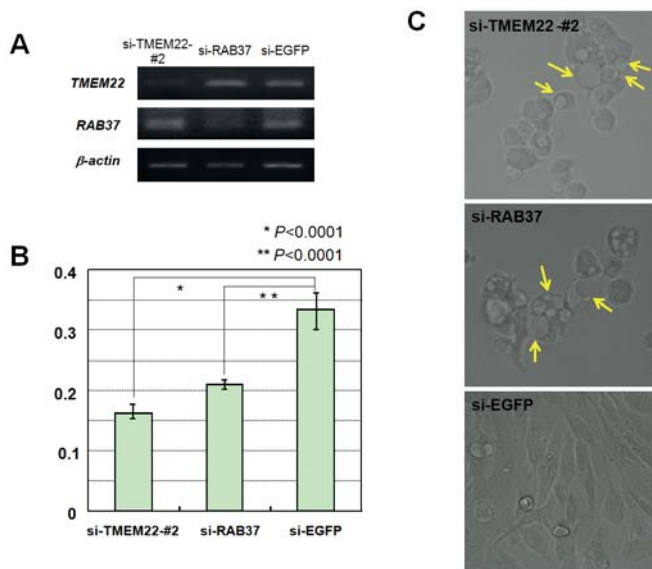 A
si-TMEM22-
#2
si-RAB37
si-EGFP
TMEM22
RAB37
β-actin
B
* P<0.0001
** P<0.0001
0.4
0.3
0.2
0.1
0
*
* *
si-TMEM22-#2
si-RAB37
si-EGFP
C
si-TMEM22 -#2
si-RAB37
si-EGFP